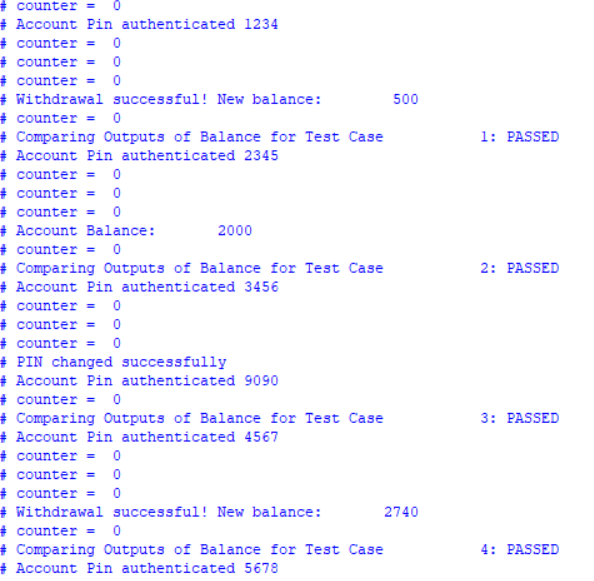 # counter =  0
# Account Pin authenticated 1234
# counter =  0
# counter =  0
# counter =  0
# Withdrawal successful! New balance:        500
# counter =  0
# Comparing Outputs of Balance for Test Case           1: PASSED
# Account Pin authenticated 2345
# counter =  0
# counter =  0
# counter =  0
# Account Balance:       2000
# counter =  0
# Comparing Outputs of Balance for Test Case           2: PASSED
# Account Pin authenticated 3456
# counter =  0
# counter =  0
# counter =  0
# PIN changed successfully
# Account Pin authenticated 9090
# counter =  0
# Comparing Outputs of Balance for Test Case           3: PASSED
# Account Pin authenticated 4567
# counter =  0
# counter =  0
# counter =  0
# Withdrawal successful! New balance:       2740
# counter =  0
# Comparing Outputs of Balance for Test Case           4: PASSED
# Account Pin authenticated 5678